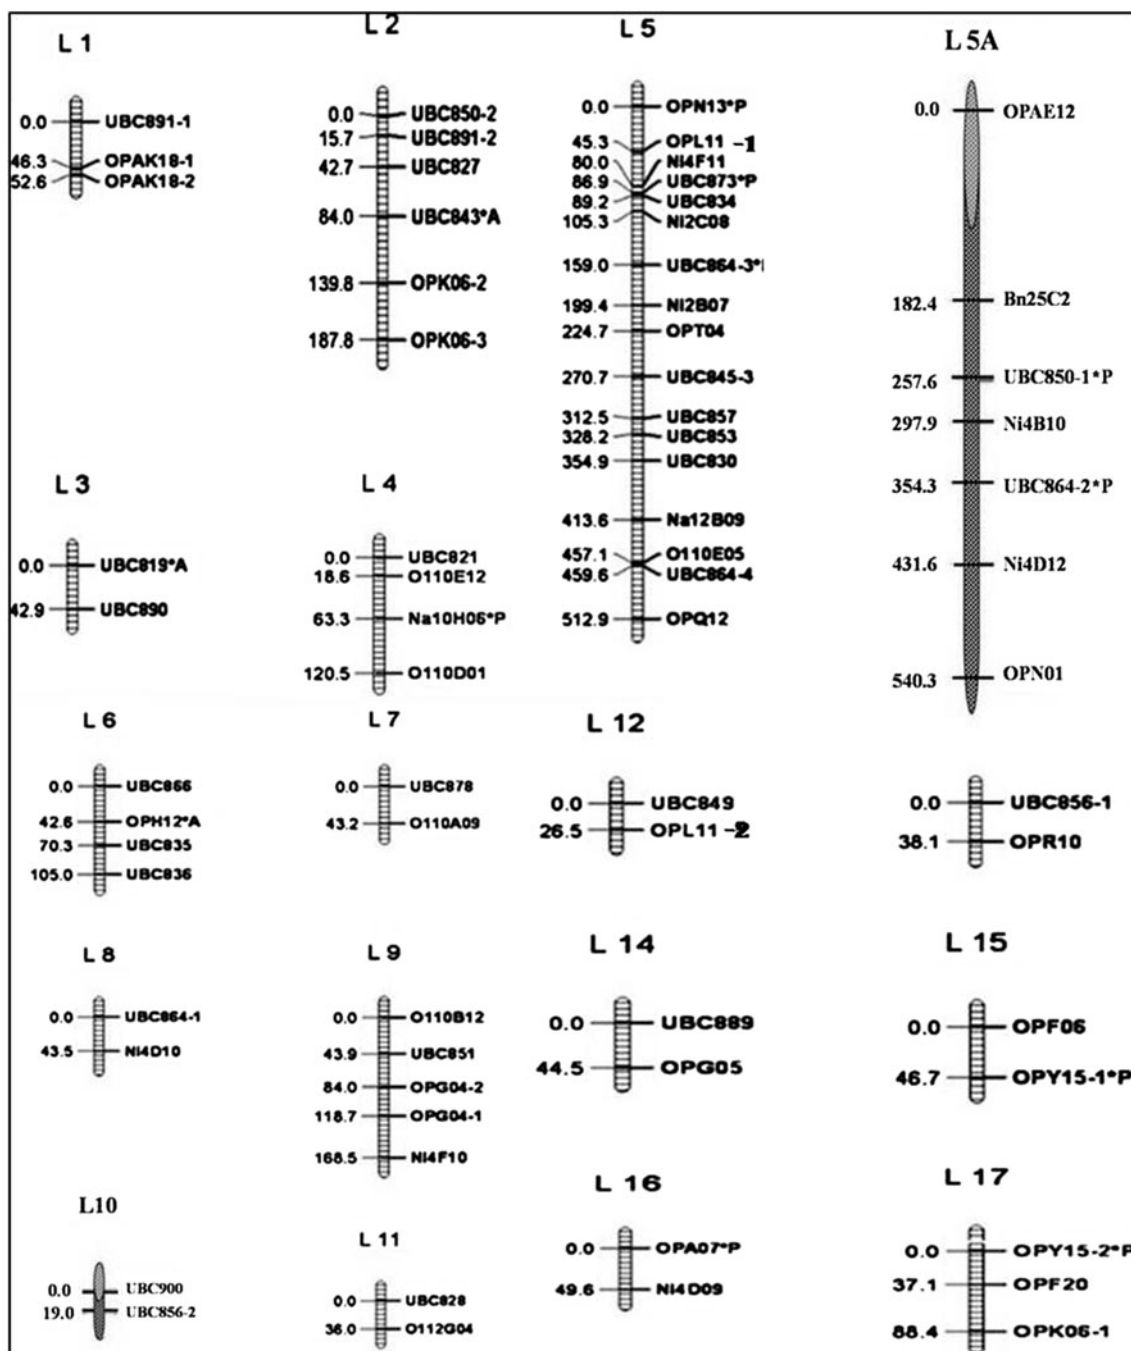 L 1
0.0 UBC891-1
46.3 OPAK18-1
52.6 OPAK18-2
L 2
0.0 UBC850-2
15.7 UBC891-2
42.7 UBC827
84.0 UBC843*A
139.8 OPK06-2
187.8 OPK06-3
L 5
0.0 OPN13*P
45.3 OPL11 -1
80.0 Ni4F11
86.9 UBC873*P
89.2 UBC834
105.3 Ni2C08
159.0 UBC864-3*
199.4 Ni2B07
224.7 OPT04
270.7 UBC845-3
312.5 UBC857
328.2 UBC853
354.9 UBC830
413.6 Na12B09
457.1 O110E05
459.6 UBC864-4
512.9 OPQ12
L 5A
0.0 OPAE12
182.4 Bn25C2
257.6 UBC850-1*P
297.9 Ni4B10
354.3 UBC864-2*P
431.6 Ni4D12
540.3 OPN01
L 3
0.0 UBC819*A
42.9 UBC890
L 4
0.0 UBC821
18.6 O110E12
63.3 Na10H06*P
120.5 O110D01
L 6
0.0 UBC866
42.6 OPH12*A
70.3 UBC835
105.0 UBC836
L 7
0.0 UBC878
43.2 O110A09
L 12
0.0 UBC849
26.5 OPL11 -2
0.0 UBC856-1
38.1 OPR10
L 8
0.0 UBC864-1
43.5 Ni4D10
L 9
0.0 O110B12
43.9 UBC851
84.0 OPG04-2
118.7 OPG04-1
168.5 Ni4F10
L 14
0.0 UBC889
44.5 OPG05
L 15
0.0 OPF06
46.7 OPY15-1*P
L10
0.0 UBC900
19.0 UBC856-2
L 11
0.0 UBC828
36.0 O112G04
L 16
0.0 OPA07*P
49.6 Ni4D09
L 17
0.0 OPY15-2*P
37.1 OPF20
88.4 OPK06-1